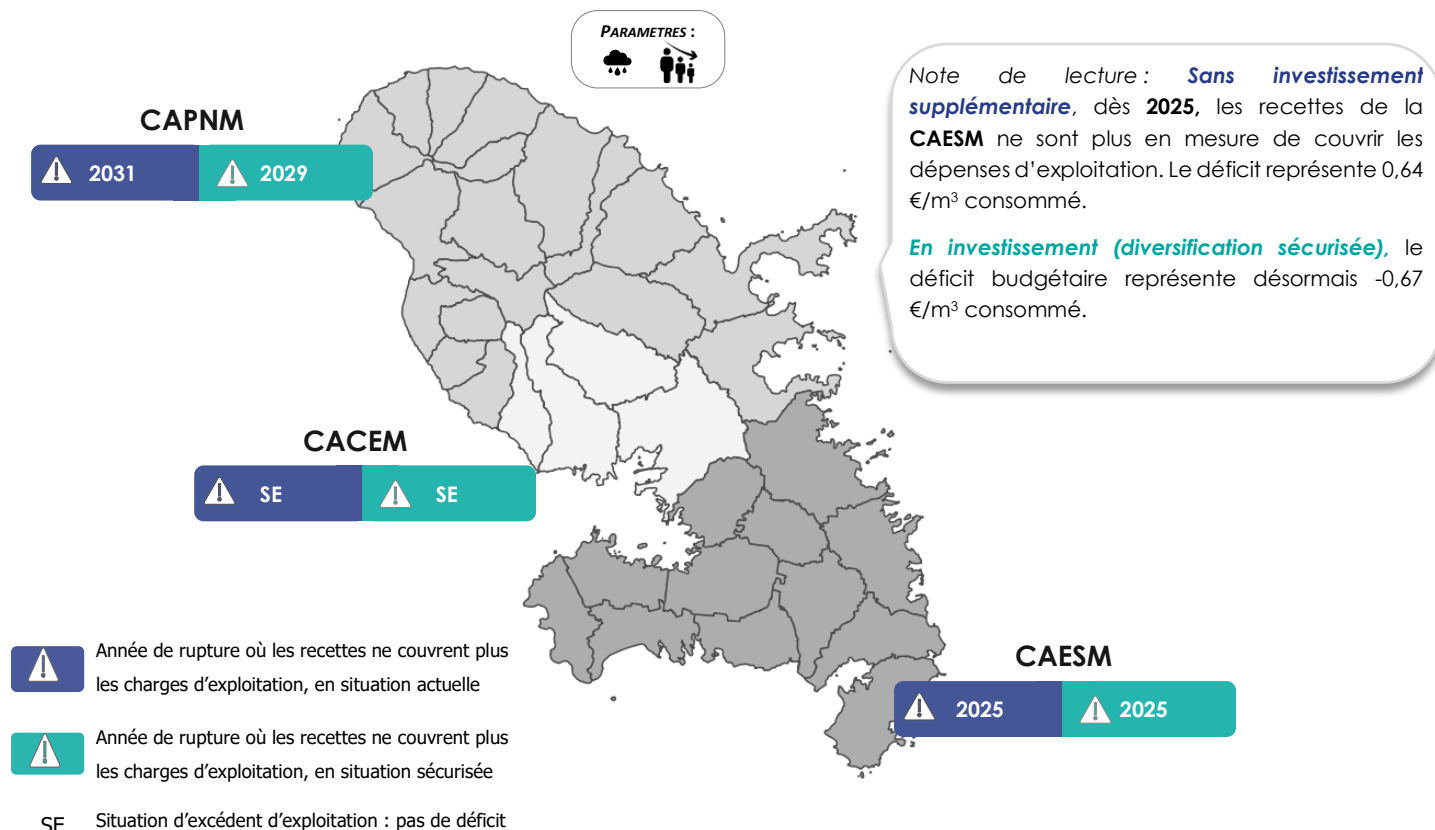 PARAMETRES :
CAPNM
2031
2029
Note de lecture : Sans investissement
supplémentaire, dès 2025, les recettes de la
CAESM ne sont plus en mesure de couvrir les
dépenses d’exploitation. Le déficit représente 0,64
€/m³ consommé.
En investissement (diversification sécurisée), le
déficit budgétaire représente désormais -0,67
€/m³ consommé.
CACEM
SE
SE
CAESM
2025
2025
Année de rupture où les recettes ne couvrent plus
les charges d’exploitation, en situation actuelle
Année de rupture où les recettes ne couvrent plus
les charges d’exploitation, en situation sécurisée
SE Situation d’excédent d’exploitation : pas de déficit